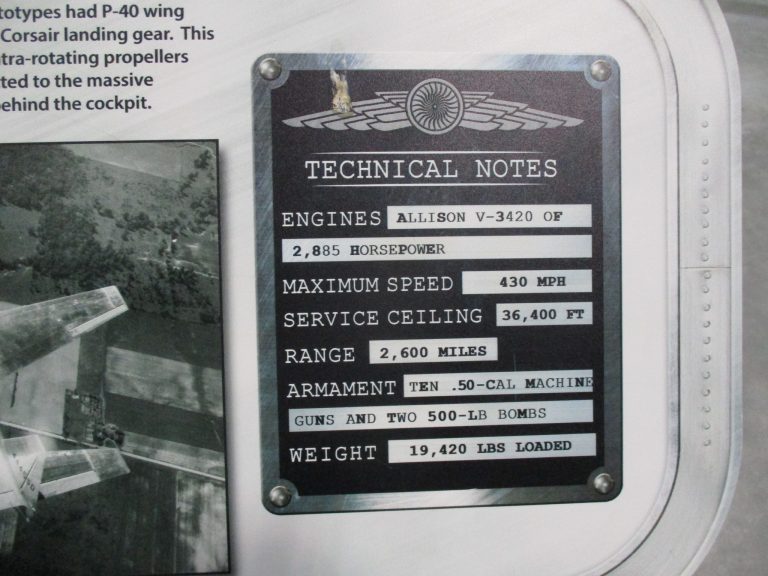 totypes had P-40 wing
Corsair landing gear. This
tra-rotating propellers
ted to the massive
ehind the cockpit.
TECHNICAL NOTES
ENGINES ALLISON V-3420 OF
2,885 HORSEPOWER
MAXIMUM SPEED 430 MPH
SERVICE CEILING 36,400 FT
RANGE 2,600 MILES
ARMAMENT TEN .50-CAL MACHINE
GUNS AND TWO 500-LB BOMBS
WEIGHT 19,420 LBS LOADED